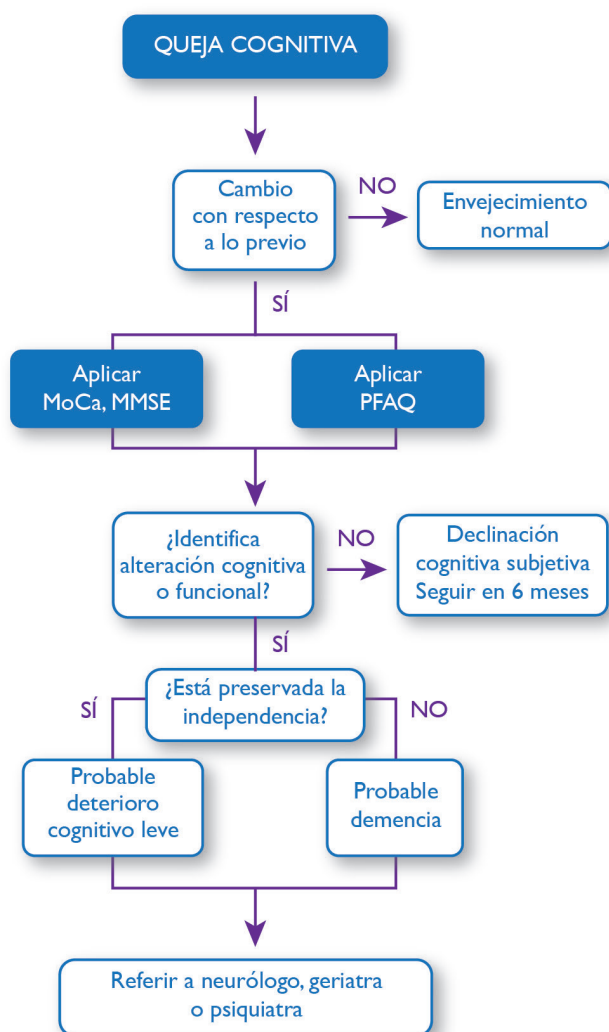 QUEJA COGNITIVA
Cambio
con respecto
a lo previo
NO
Envejecimiento
normal
SÍ
Aplicar
MoCa, MMSE
Aplicar
PFAQ
¿Identifica
alteración cognitiva
o funcional?
NO
Declinación
cognitiva subjetiva
Seguir en 6 meses
SÍ
¿Está preservada la
independencia?
SÍ
NO
Probable
deterioro
cognitivo leve
Probable
demencia
Referir a neurólogo, geriatra
o psiquiatra